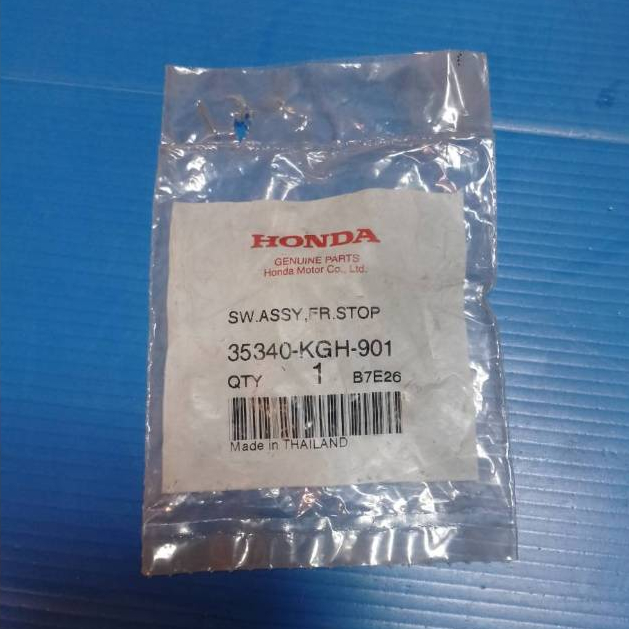 HONDA
GENUINE PARTS
Honda Motor Co., Ltd.
SW.ASSY,FR.STOP
35340-KGH-901
QTY 1 B7E26
Made in THAILAND